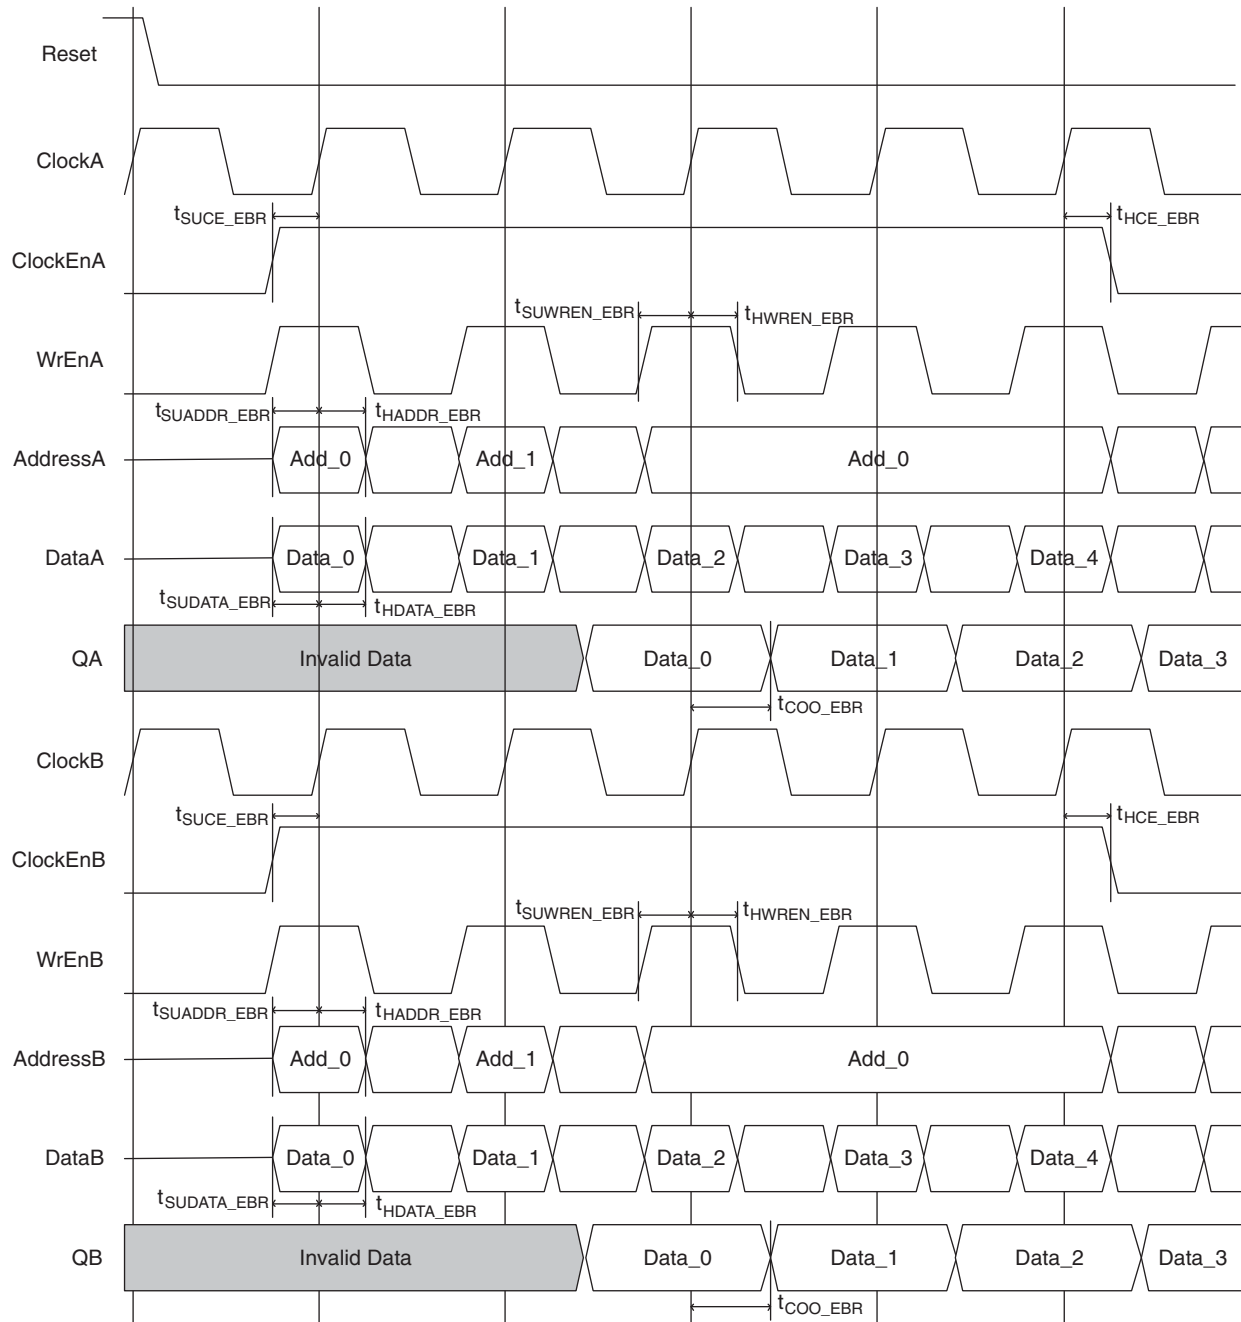 Reset
ClockA
tSUCE_EBR tHCE_EBR
ClockEnA
tSUWREN_EBR tHWREN_EBR
WrEnA
tSUADDR_EBR tHADDR_EBR
AddressA Add_0 Add_1 Add_0
DataA Data_0 Data_1 Data_2 Data_3 Data_4
tSUDATA_EBR tHDATA_EBR
QA Invalid Data Data_0 Data_1 Data_2 Data_3
tCOO_EBR
ClockB
tSUCE_EBR tHCE_EBR
ClockEnB
tSUWREN_EBR tHWREN_EBR
WrEnB
tSUADDR_EBR tHADDR_EBR
AddressB Add_0 Add_1 Add_0
DataB Data_0 Data_1 Data_2 Data_3 Data_4
tSUDATA_EBR tHDATA_EBR
QB Invalid Data Data_0 Data_1 Data_2 Data_3
tCOO_EBR